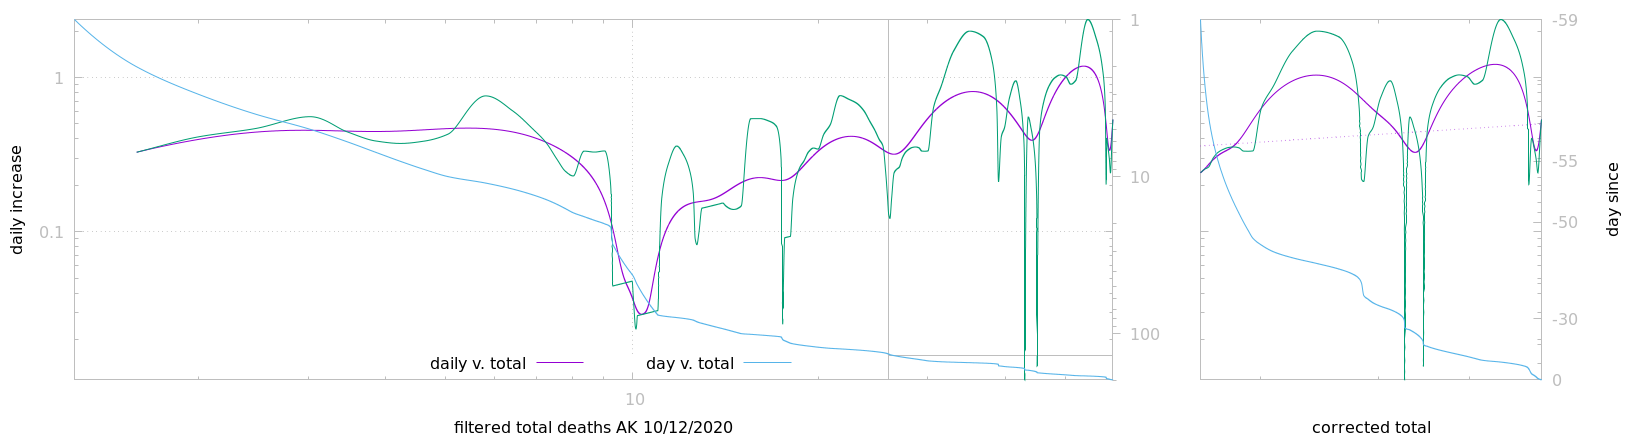 daily increase
1
0.1
daily v. total
day v. total
10
filtered total deaths AK 10/12/2020
1
10
100
-59
-55
-50
-30
0
day since
corrected total